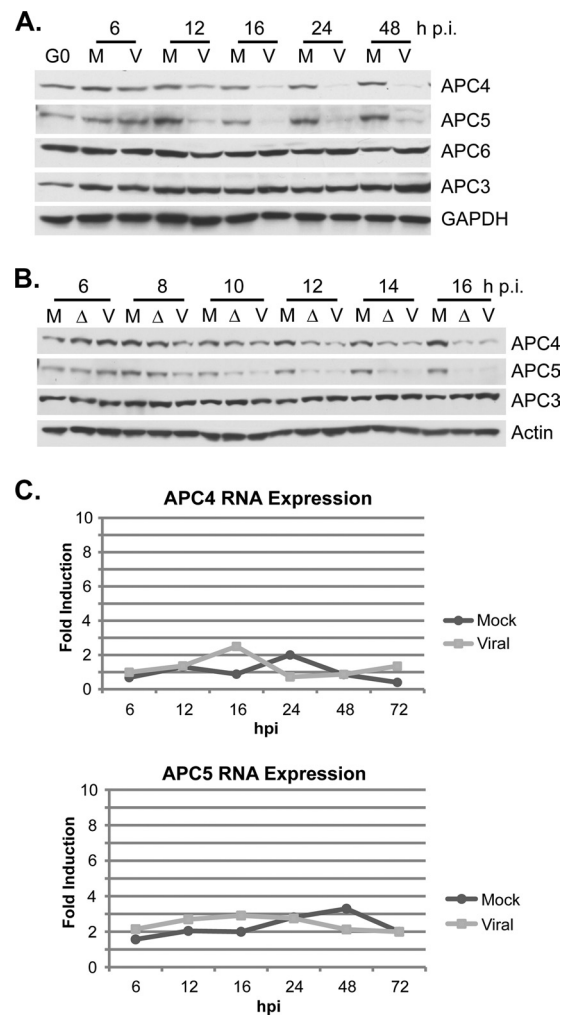 A.
6 12 16 24 48 h p.i.
G0 M V M V M V M V M V
APC4
APC5
APC6
APC3
GAPDH
B.
6 8 10 12 14 16 h p.i.
M Δ V M Δ V M Δ V M Δ V M Δ V M Δ V
APC4
APC5
APC3
Actin
C.
APC4 RNA Expression
Fold Induction
10
8
6
4
2
0
6 12 16 24 48 72
hpi
Mock
Viral
APC5 RNA Expression
Fold Induction
10
8
6
4
2
0
6 12 16 24 48 72
hpi
Mock
Viral